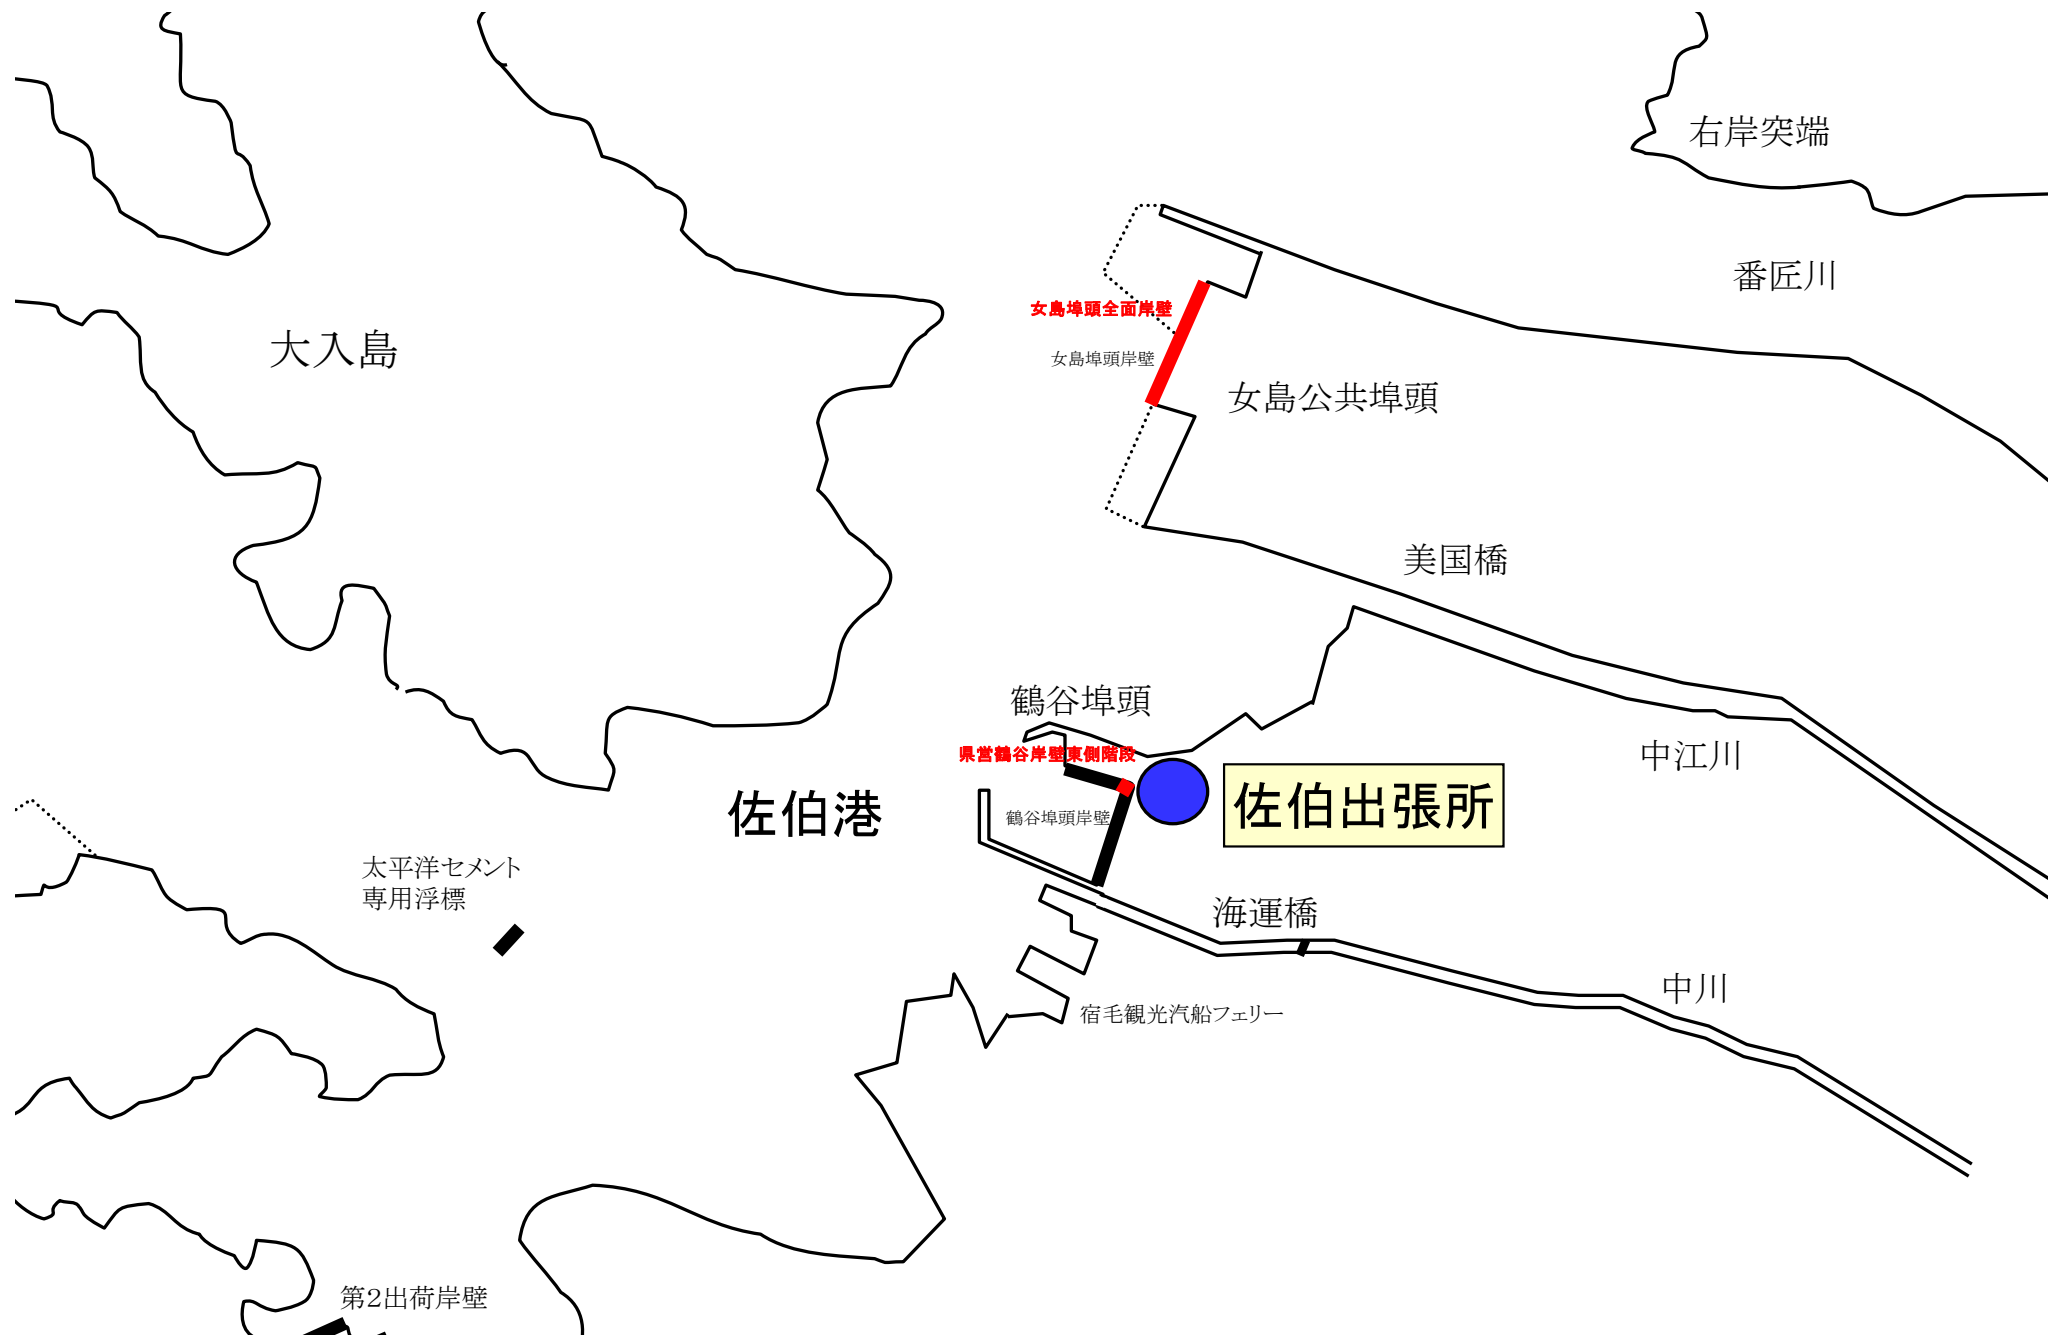 右岸突端
番匠川
女島埠頭全面岸壁
大入島
女島埠頭岸壁
女島公共埠頭
美国橋
鶴谷埠頭
県営鶴谷岸壁東側階段
中江川
佐伯港
鶴谷埠頭岸壁
佐伯出張所
太平洋セメント
専用浮標
海運橋
中川
宿毛観光汽船フェリー
第2出荷岸壁